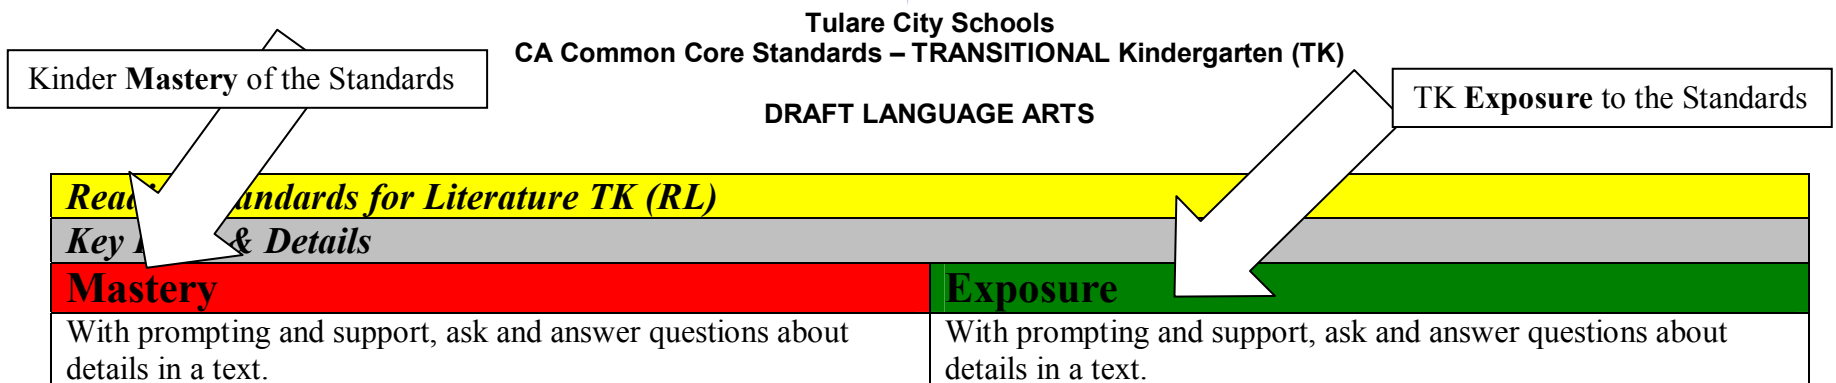 Tulare City Schools
CA Common Core Standards – TRANSITIONAL Kindergarten (TK)
Kinder Mastery of the Standards
TK Exposure to the Standards
DRAFT LANGUAGE ARTS
Standards for Literature TK (RL)
Key & Details
Mastery
Exposure
With prompting and support, ask and answer questions about
details in a text.
With prompting and support, ask and answer questions about
details in a text.